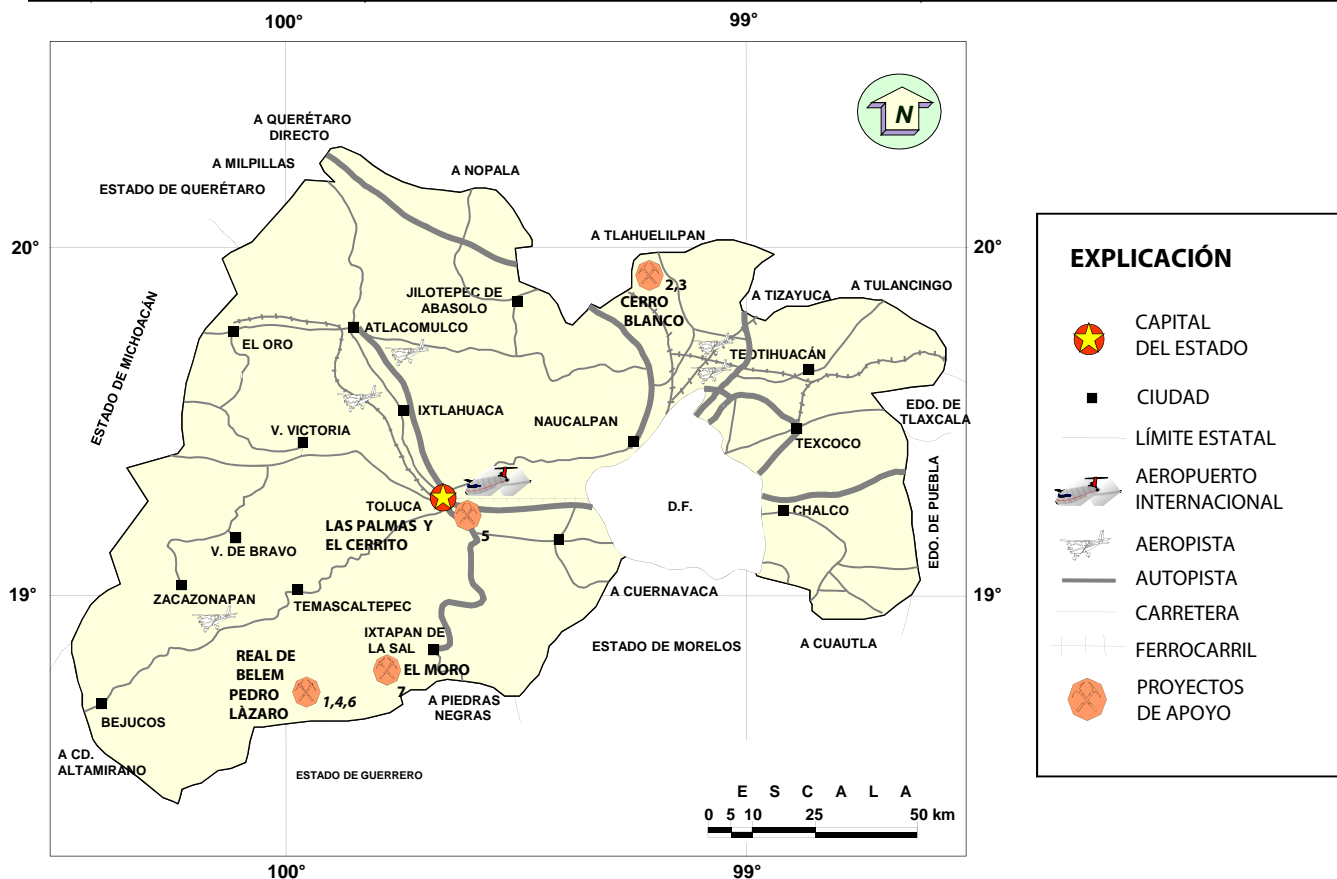 100°
99°
N
A QUERÉTARO
DIRECTO
A MILPILLAS
A NOPALA
ESTADO DE QUERÉTARO
20°
A TLAHUELILPAN
20°
2,3
CERRO
BLANCO
A TIZAYUCA
A TULANCINGO
JILOTEPEC DE
ABASOLO
ESTADO DE MICHOACÁN
ATLACOMULCO
EL ORO
TEOTIHUACÁN
IXTLAHUACA
NAUCALPAN
EDO. DE
TLAXCALA
V. VICTORIA
TEXCOCO
TOLUCA
D.F.
CHALCO
EDO. DE PUEBLA
LAS PALMAS Y
EL CERRITO
5
V. DE BRAVO
19°
ZACAZONAPAN
TEMASCALTEPEC
A CUERNAVACA
19°
IXTAPAN DE
LA SAL
ESTADO DE MORELOS
A CUAUTLA
REAL DE
BELEM
PEDRO
LÀZARO
1,4,6
EL MORO
7
A PIEDRAS
NEGRAS
BEJUCOS
A CD.
ALTAMIRANO
ESTADO DE GUERRERO
E S C A L A
0 5 10 25 50 km
100°
99°
EXPLICACIÓN
CAPITAL
DEL ESTADO
CIUDAD
LÍMITE ESTATAL
AEROPUERTO
INTERNACIONAL
AEROPISTA
AUTOPISTA
CARRETERA
FERROCARRIL
PROYECTOS
DE APOYO